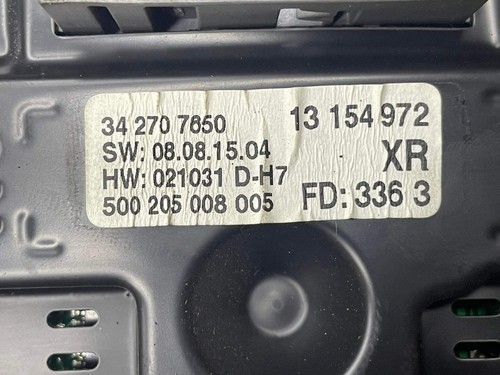 34 270 7650 13 154 972
SW: 08.08.15.04 XR
HW: 021031 D-H7
500 205 008 005 FD: 336 3